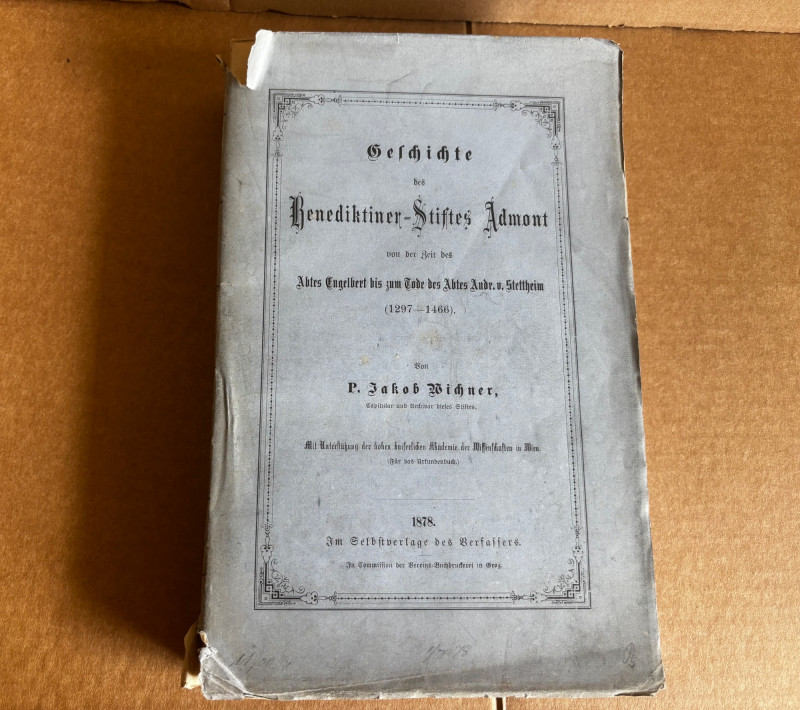 Geschichte
des
Benediktiner-Stiftes Admont
von der Zeit des
Abtes Engelbert bis zum Tode des Abtes Andr. v. Stettheim
(1297—1466).
Von
P. Jakob Wichner,
Capitular und Archivar dieses Stiftes.
Mit Unterstützung der hohen kaiserlichen Akademie der Wissenschaften in Wien.
(Für das Urkundenbuch.)
1878.
Im Selbstverlage des Verfassers.
In Commission der Vereins-Buchdruckerei in Graz.